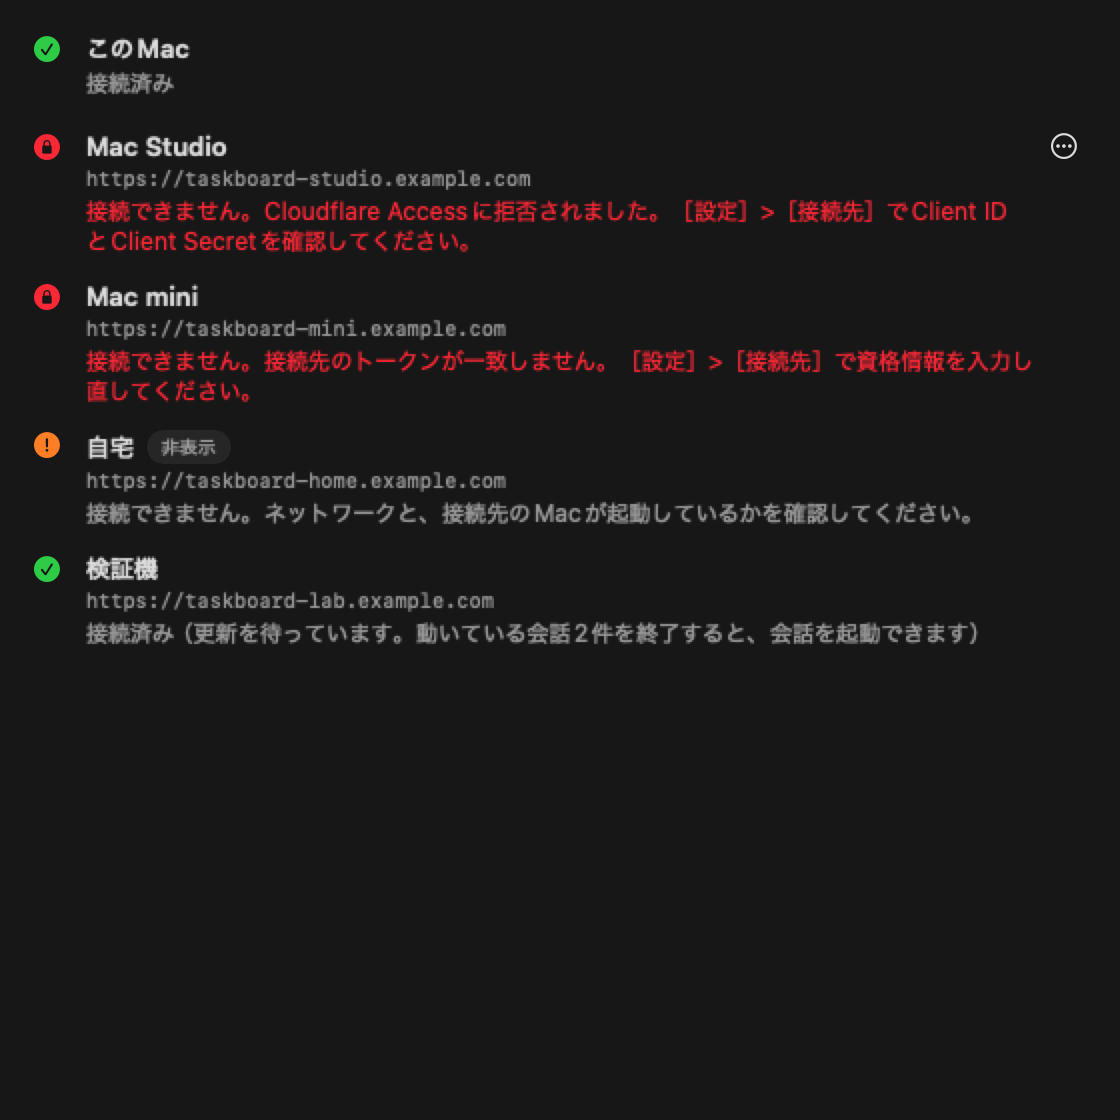 このMac
接続済み
Mac Studio
https://taskboard-studio.example.com
接続できません。Cloudflare Accessに拒否されました。［設定］>［接続先］でClient ID
とClient Secretを確認してください。
Mac mini
https://taskboard-mini.example.com
接続できません。接続先のトークンが一致しません。［設定］>［接続先］で資格情報を入力し
直してください。
自宅 非表示
https://taskboard-home.example.com
接続できません。ネットワークと、接続先のMacが起動しているかを確認してください。
検証機
https://taskboard-lab.example.com
接続済み（更新を待っています。動いている会話2件を終了すると、会話を起動できます）